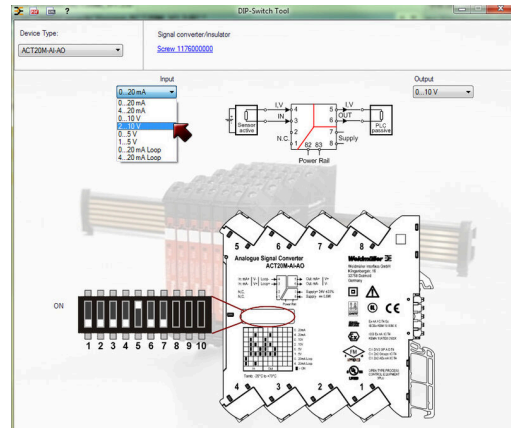 DIP-Switch Tool
Device Type:
ACT20M-AI-AO
Signal converter/insulator
Screw 1176000000
Input
0...20 mA
0...20 mA
4...20 mA
0...10 V
2...10 V
0...5 V
1...5 V
0...20 mA Loop
4...20 mA Loop
Output
0...10 V
I,V
IN
Sensor
active
N.C.
4
3
2
1
82 83
5
6
7
8
I,V
OUT
PLC
passive
Supply
Power Rail
5 6 7 8
Analogue Signal Converter
ACT20M-AI-AO
Weidmüller
Germany
ON
1 2 3 4 5 6 7 8 9 10
4 3 2 1